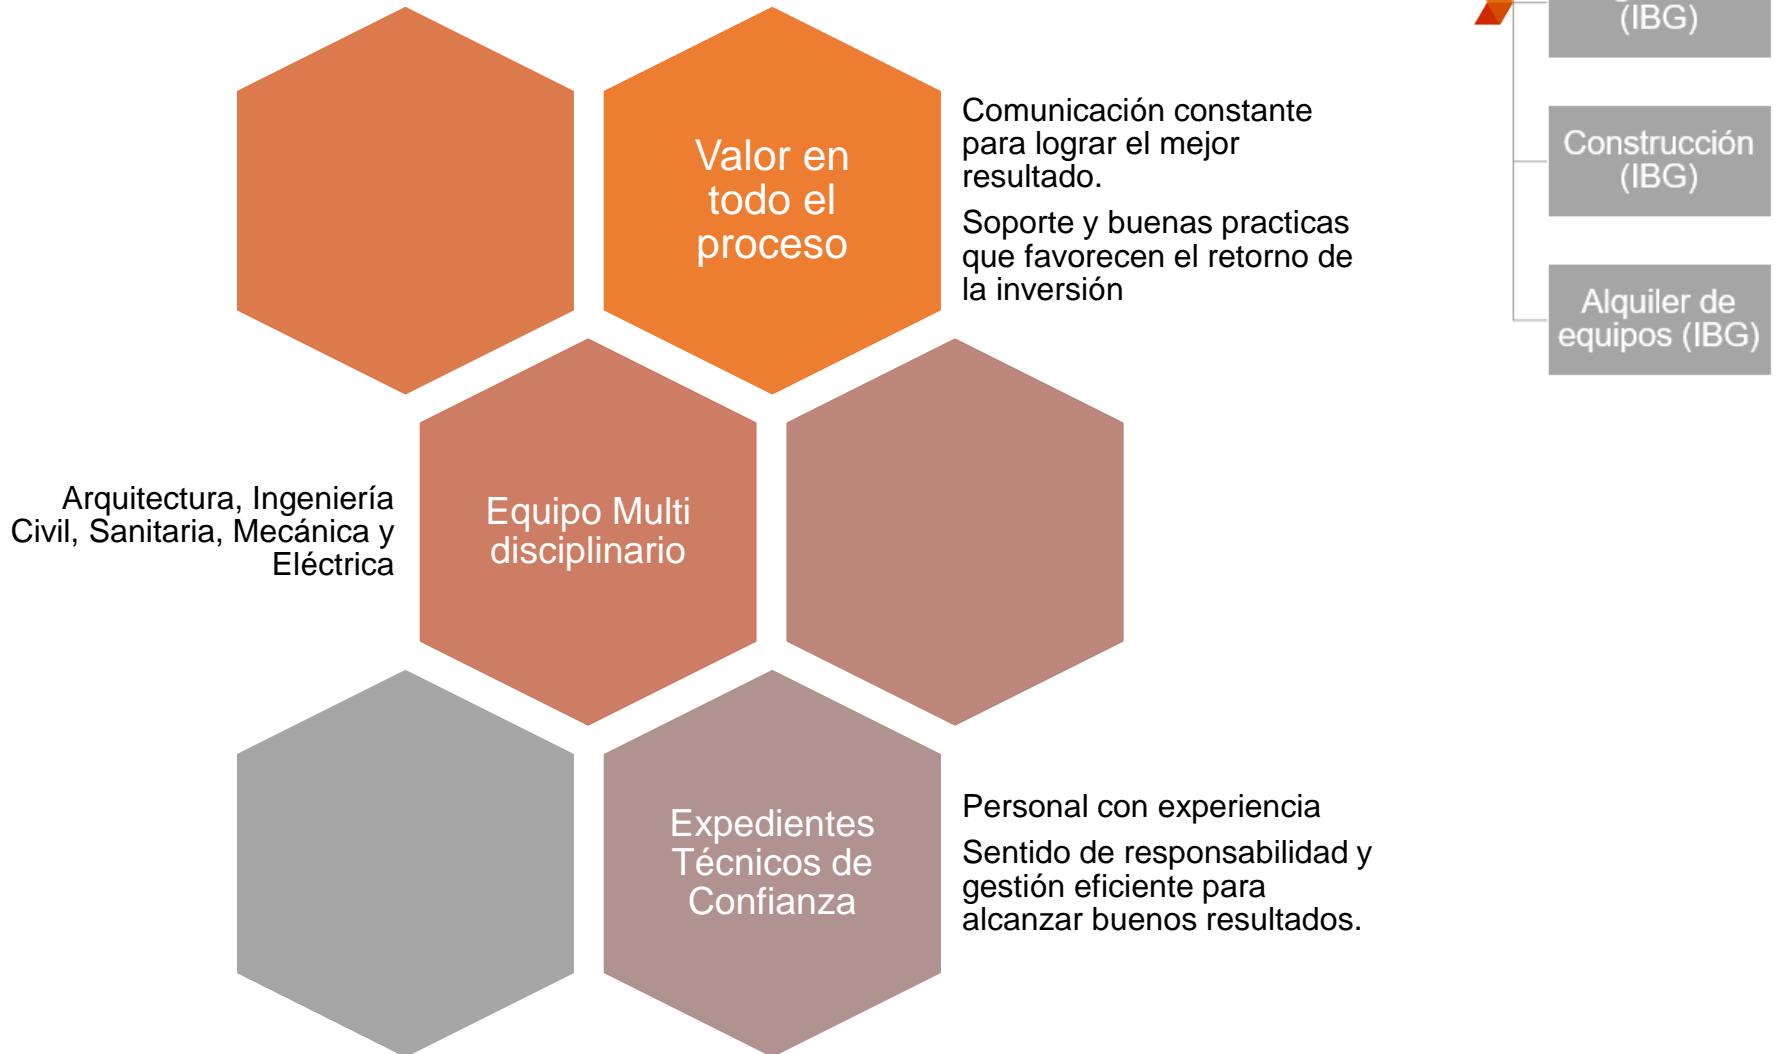 Valor en
todo el
proceso
Comunicación constante
para lograr el mejor
resultado.
Soporte y buenas practicas
que favorecen el retorno de
la inversión
Arquitectura, Ingeniería
Civil, Sanitaria, Mecánica y
Eléctrica
Equipo Multi
disciplinario
Expedientes
Técnicos de
Confianza
Personal con experiencia
Sentido de responsabilidad y
gestión eficiente para
alcanzar buenos resultados.
(IBG)
Construcción
(IBG)
Alquiler de
equipos (IBG)